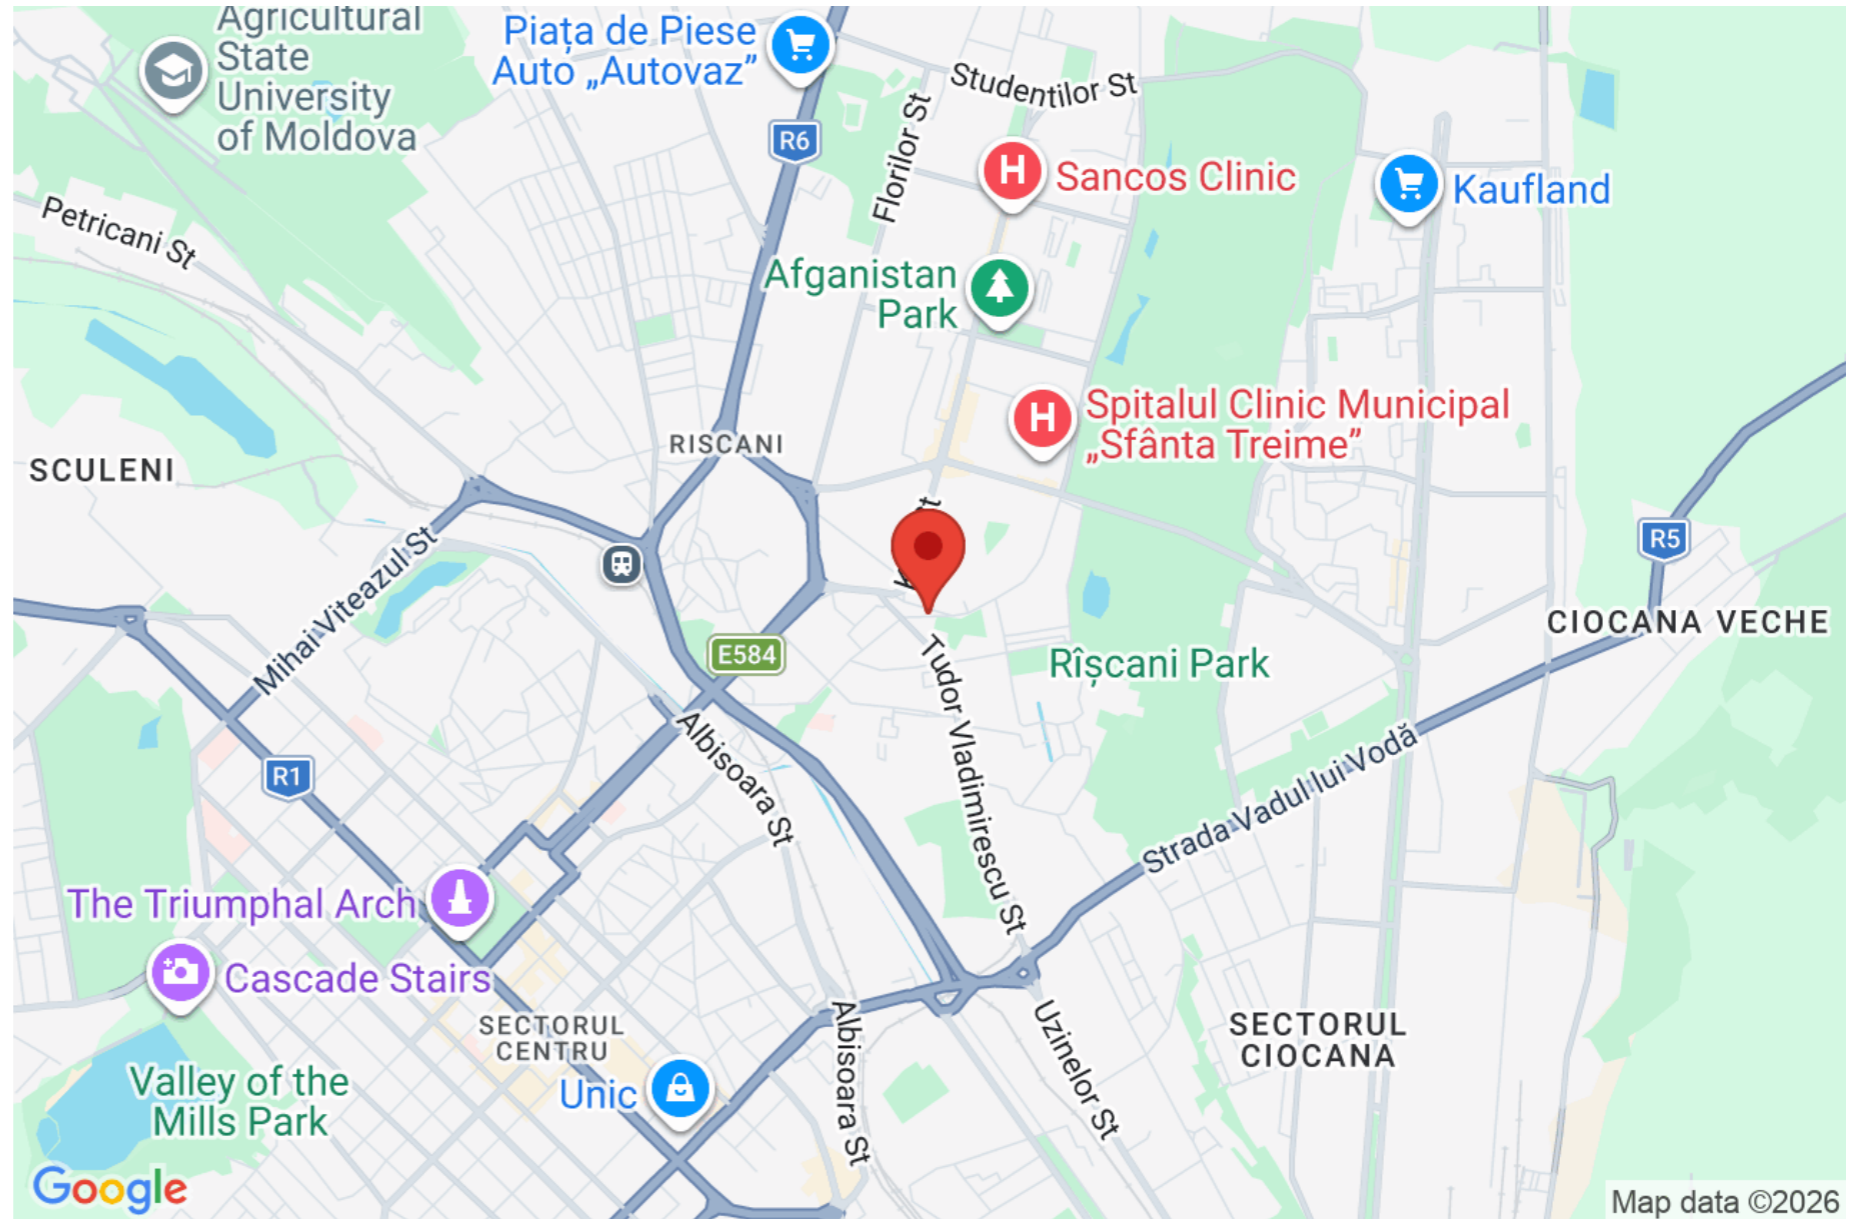 Agricultural
State
University
of Moldova
Piața de Piese
Auto „Autovaz”
R6
Studentilor St
Florilor St
Sancos Clinic
Kaufland
Petricani St
Afganistan
Park
Spitalul Clinic Municipal
„Sfânta Treime”
RISCANI
SCULENI
Mihai Viteazul St
R5
CIOCANA VECHE
E584
Rîșcani Park
Tudor Vladimirescu St
Albisoara St
R1
Strada Vadul lui Vodă
The Triumphal Arch
Cascade Stairs
SECTORUL
CENTRU
Albisoara St
Uzinelor St
SECTORUL
CIOCANA
Valley of the
Mills Park
Unic
Google
Map data ©2026